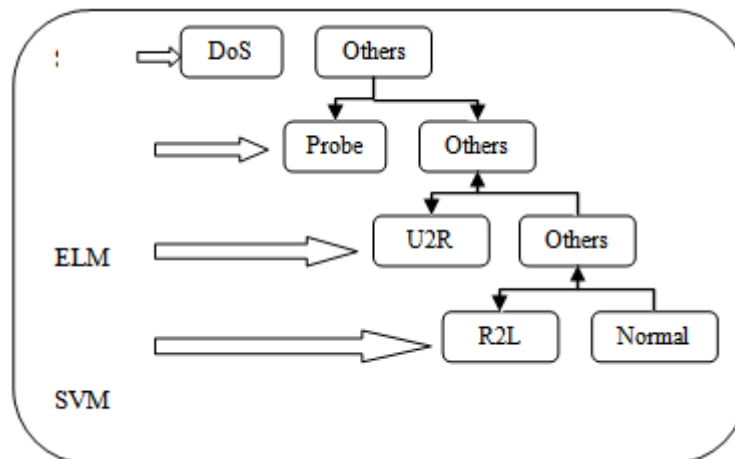 DoS Others
Probe Others
U2R Others
ELM
R2L Normal
SVM